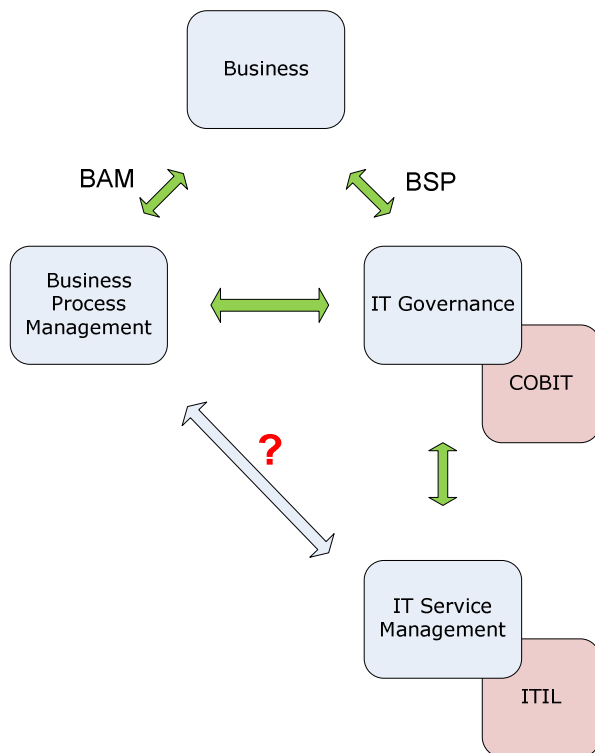 Business
BAM
BSP
Business
Process
Management
IT Governance
COBIT
?
IT Service
Management
ITIL